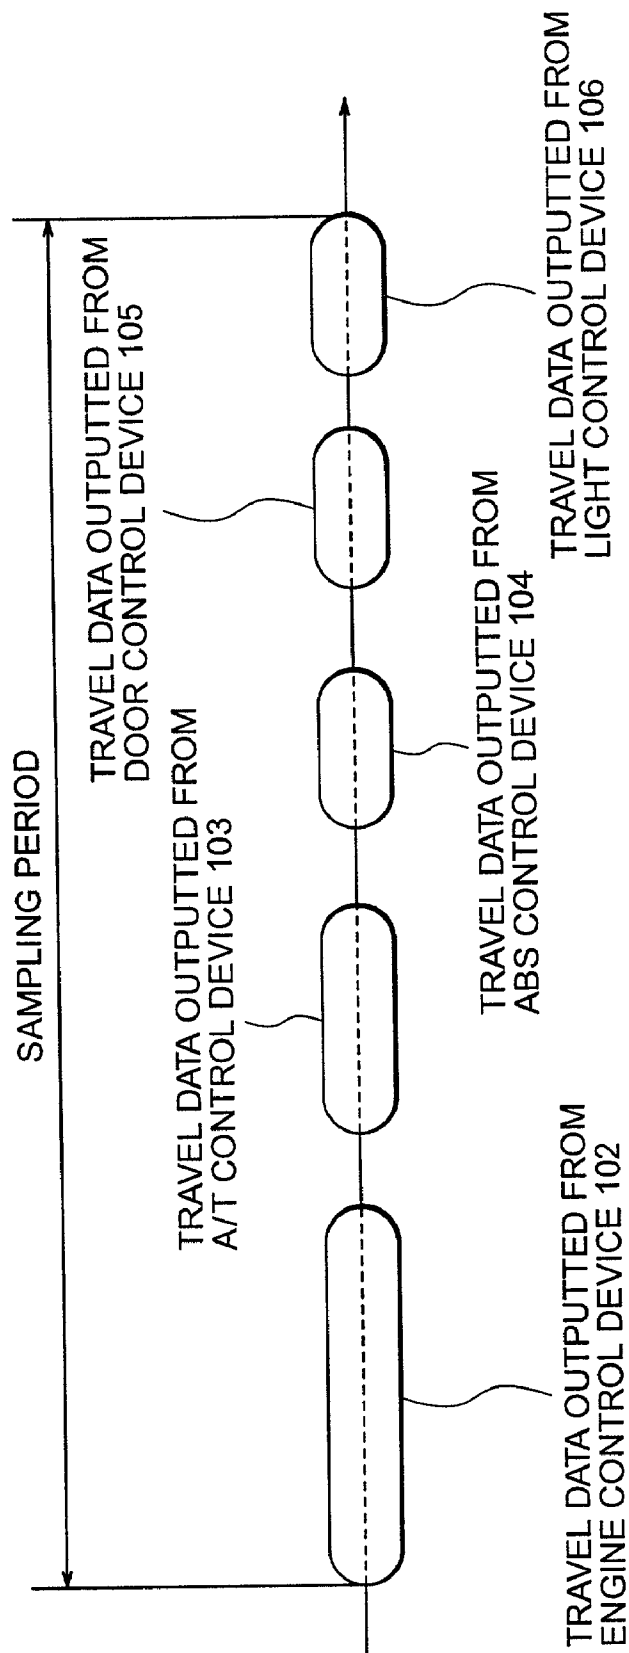 SAMPLING PERIOD
TRAVEL DATA OUTPUTTED FROM
DOOR CONTROL DEVICE 105
TRAVEL DATA OUTPUTTED FROM
A/T CONTROL DEVICE 103
TRAVEL DATA OUTPUTTED FROM
ABS CONTROL DEVICE 104
TRAVEL DATA OUTPUTTED FROM
LIGHT CONTROL DEVICE 106
TRAVEL DATA OUTPUTTED FROM
ENGINE CONTROL DEVICE 102